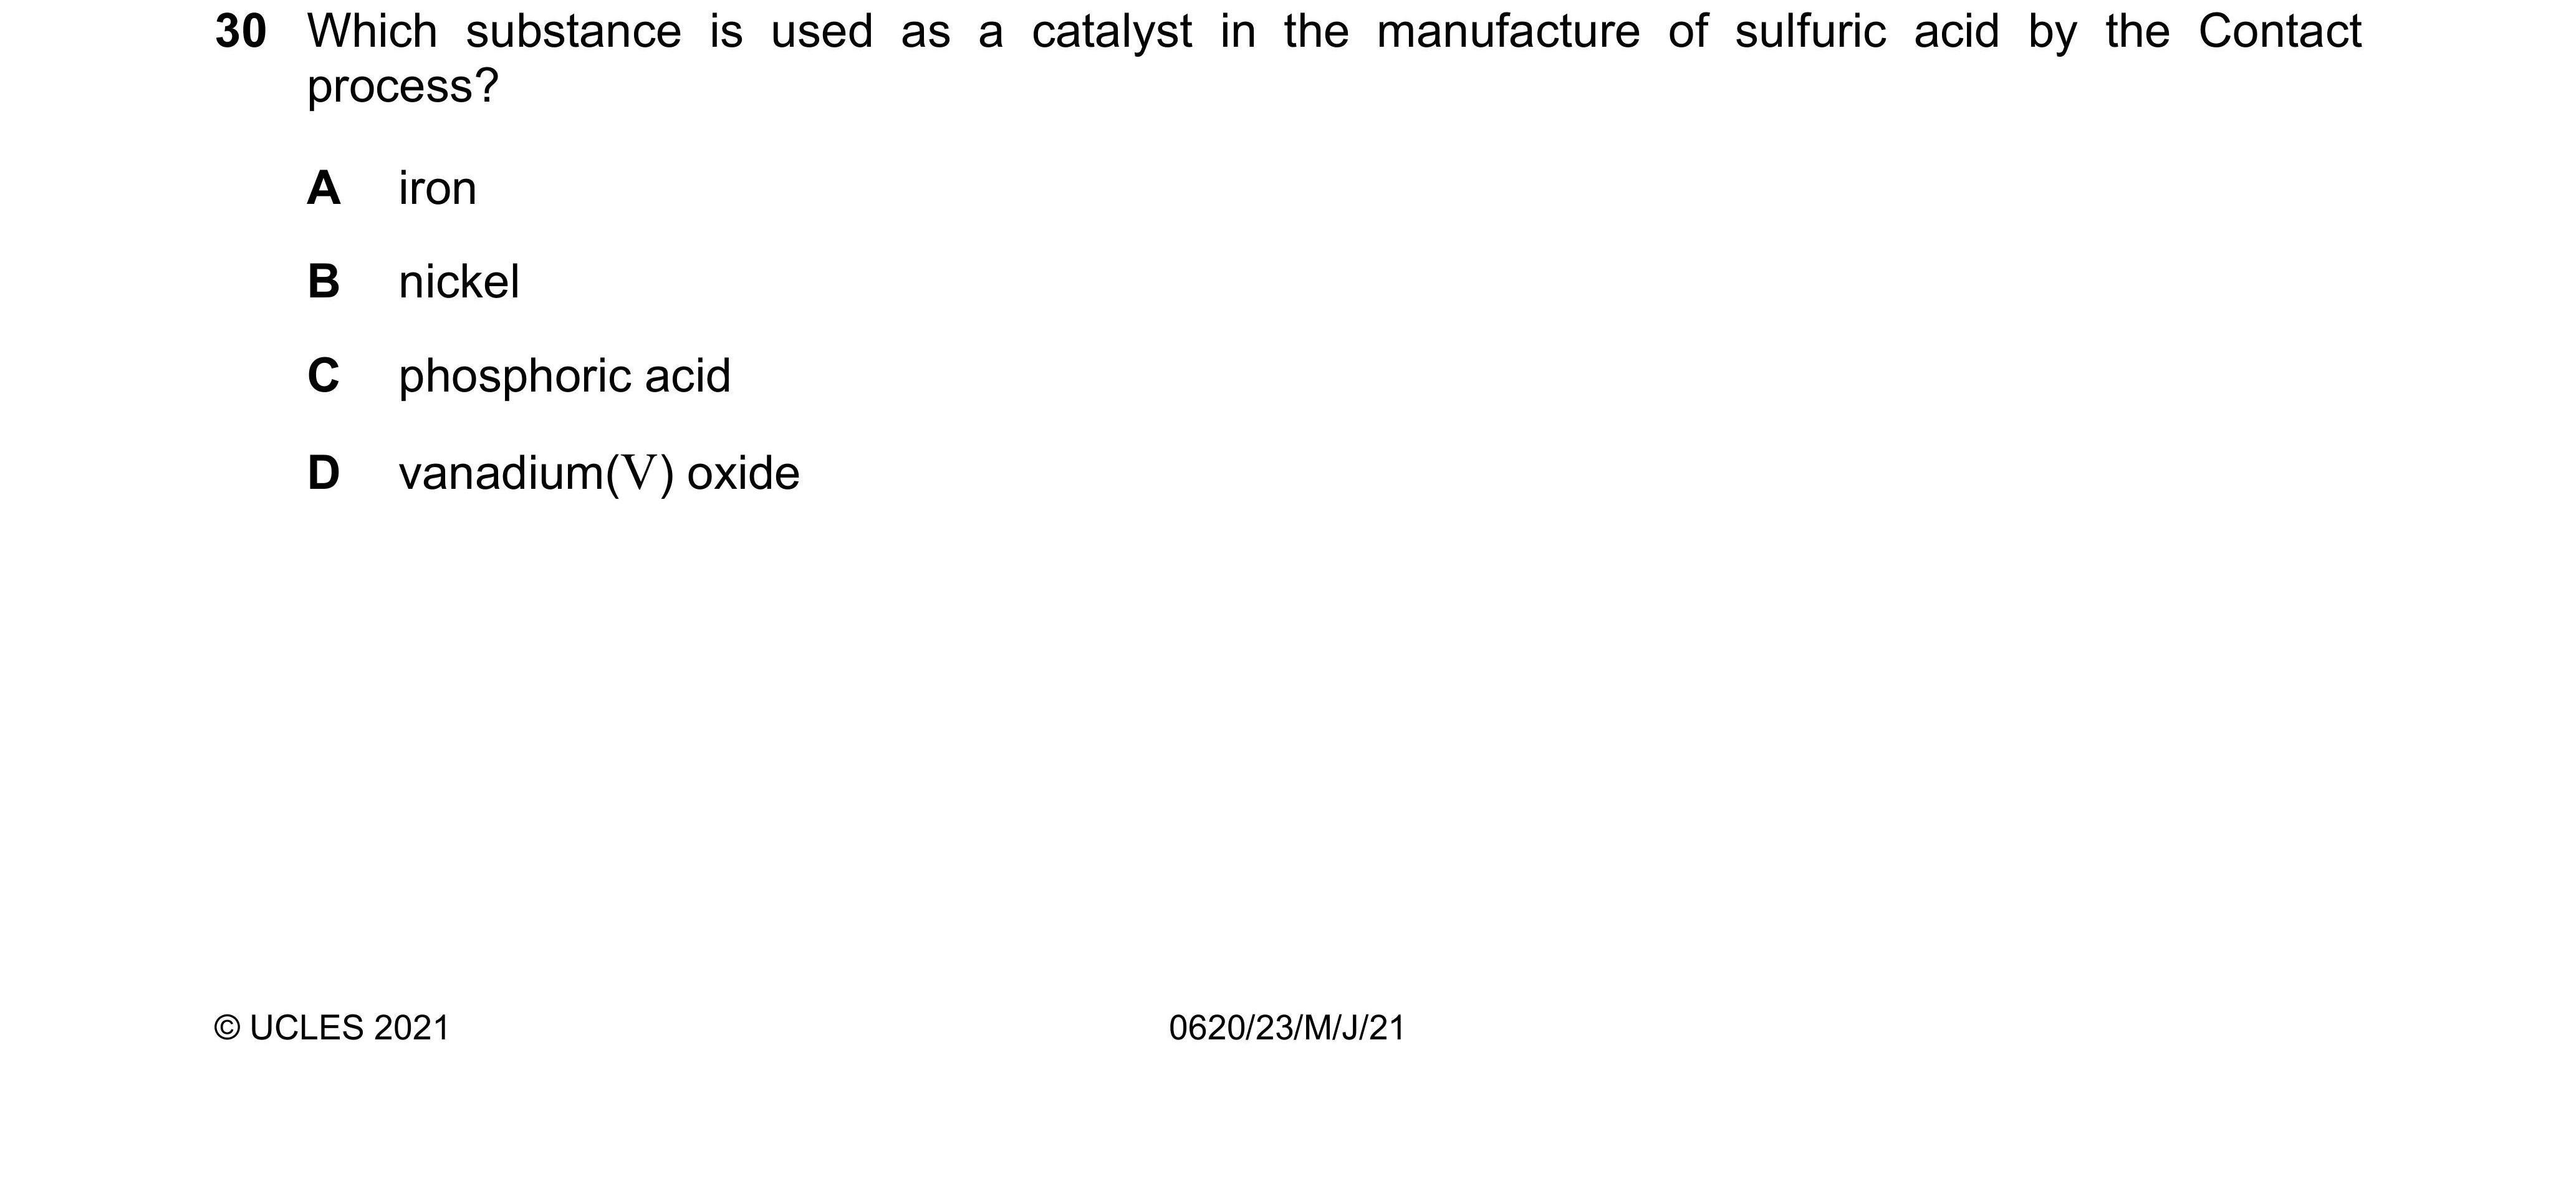 30 Which substance is used as a catalyst in the manufacture of sulfuric acid by the Contact
process?
A iron
B nickel
C phosphoric acid
D vanadium(V) oxide
© UCLES 2021 0620/23/M/J/21